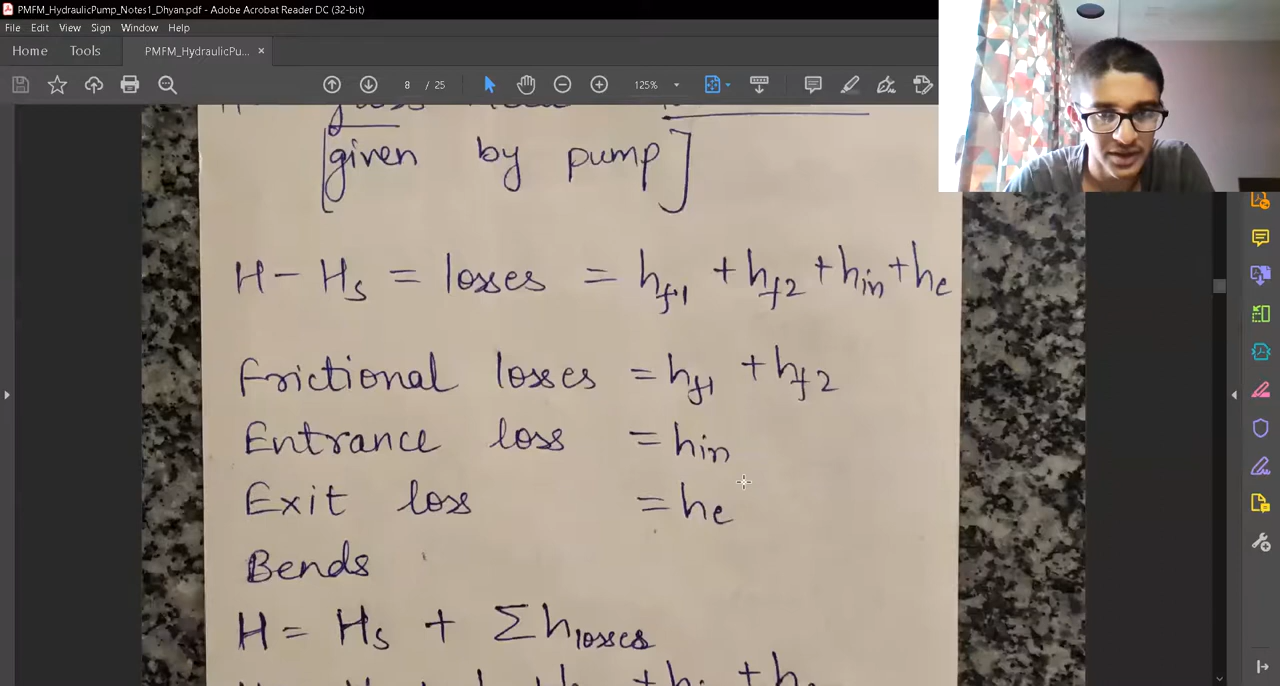 PMFM_HydraulicPump_Notes1_Dhyan.pdf - Adobe Acrobat Reader DC (32-bit)
File Edit View Sign Window Help
Home Tools PMFM_HydraulicPu... ×
8 / 25 125%
[given by pump]
H - Hs = losses = hf1 + hf2 + hin + he
Frictional losses = hf1 + hf2
Entrance loss = hin
Exit loss = he
Bends
H = Hs + Σhlosses